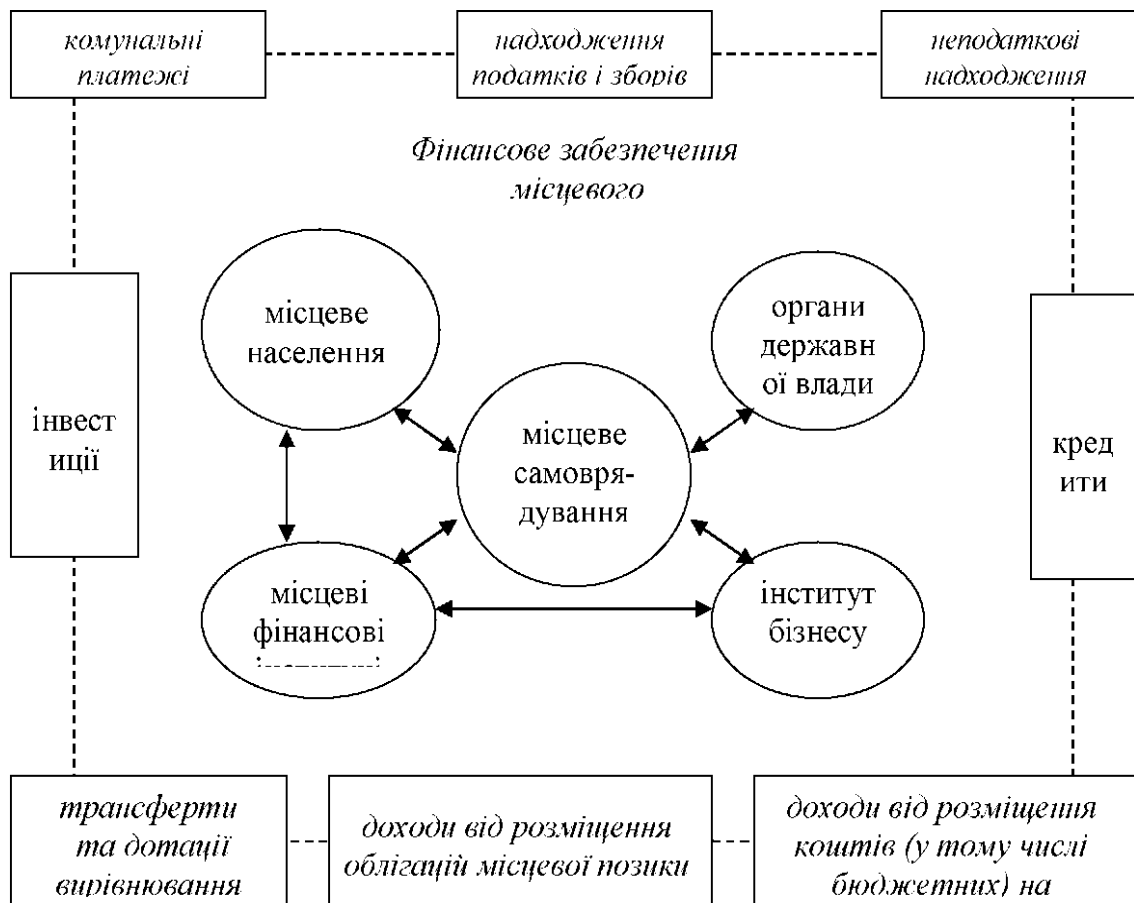 комунальні
платежі
надходження
податків і зборів
неподаткові
надходження
Фінансове забезпечення
місцевого
місцеве
населення
органи
державн
ої влади
інвест
иції
місцеве
самовря-
дування
кред
ити
місцеві
фінансові
інститут
бізнесу
трансферти
та дотації
вирівнювання
доходи від розміщення
облігацій місцевої позики
доходи від розміщення
коштів (у тому числі
бюджетних) на